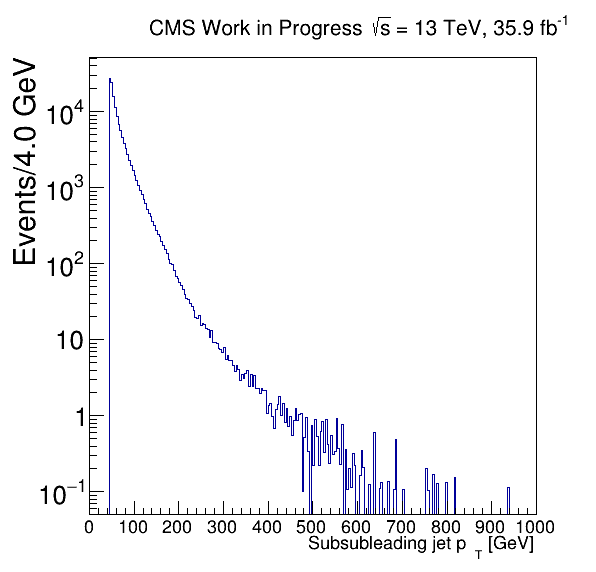 CMS Work in Progress √s = 13 TeV, 35.9 fb⁻¹
Events/4.0 GeV
10⁴
10³
10²
10
1
10⁻¹
0 100 200 300 400 500 600 700 800 900 1000
Subsubleading jet p_T [GeV]